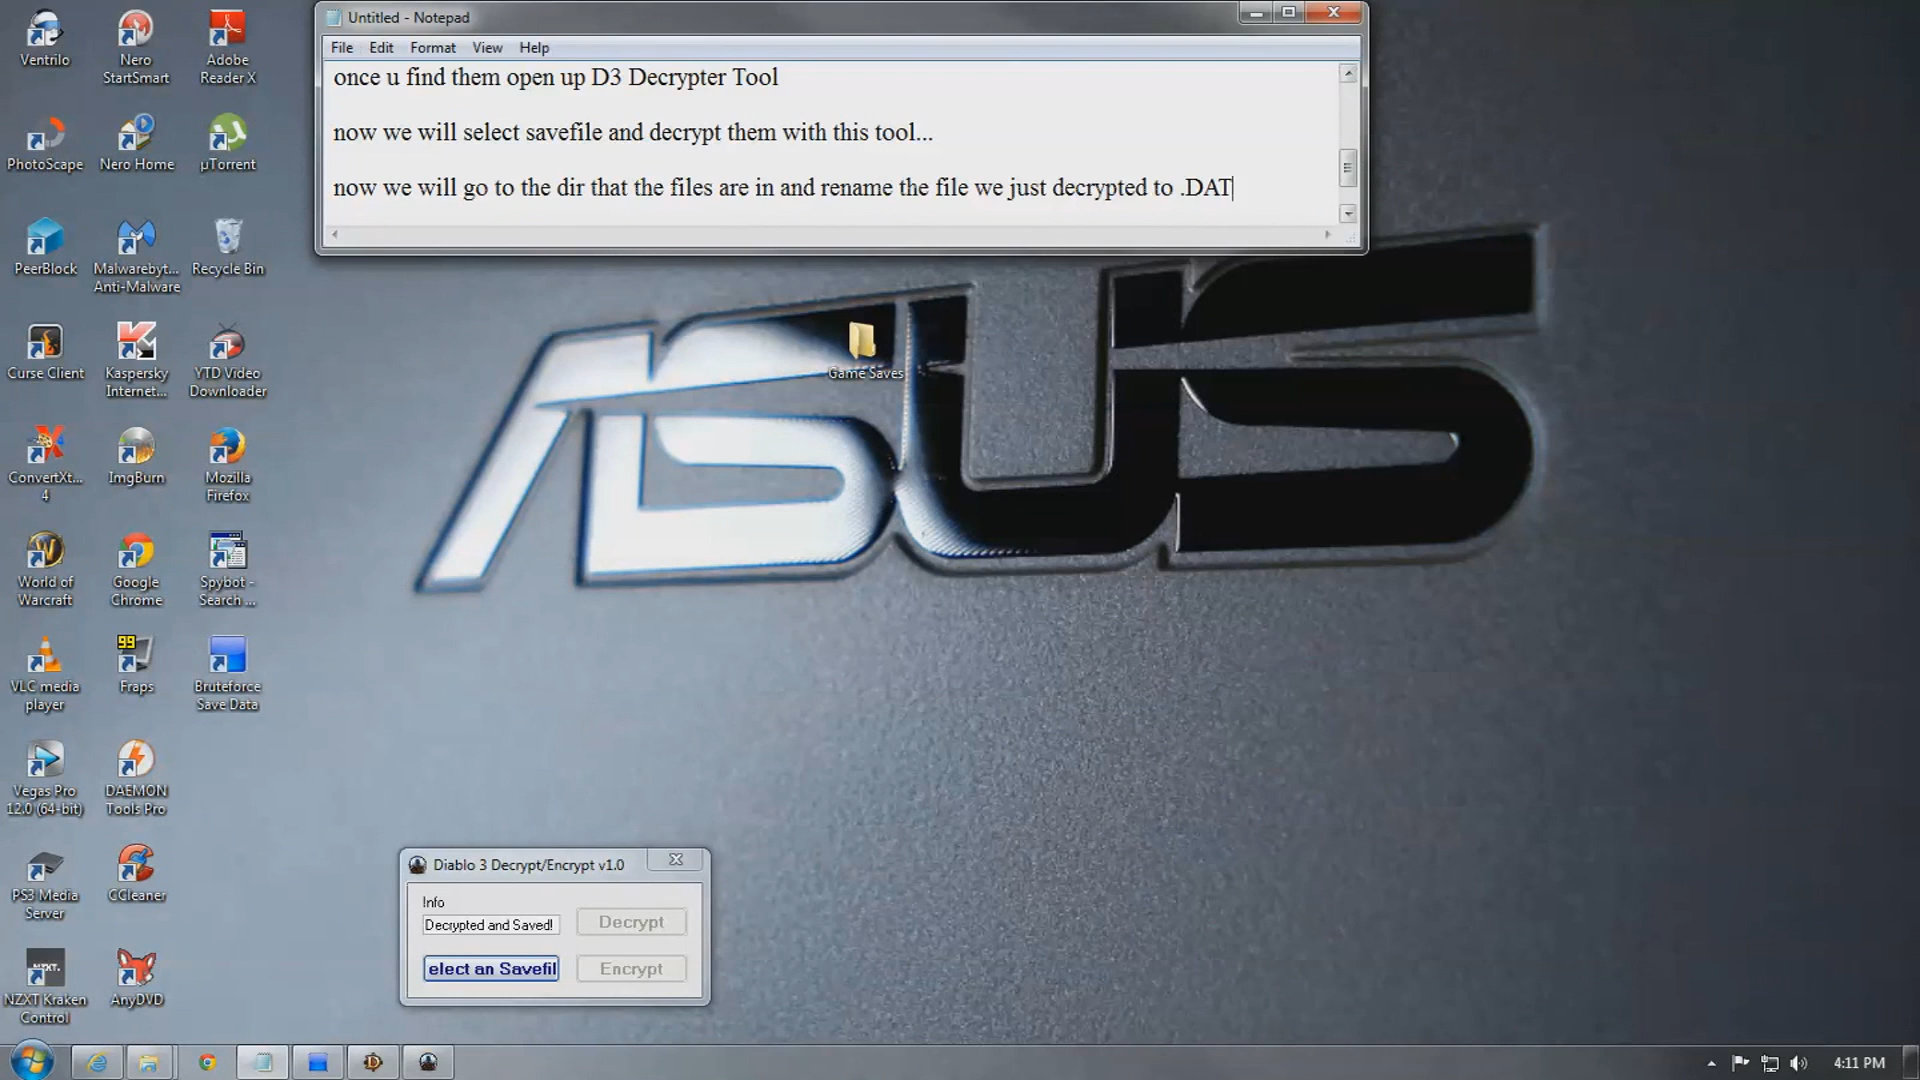 Untitled - Notepad
File Edit Format View Help
once u find them open up D3 Decrypter Tool
now we will select savefile and decrypt them with this tool...
now we will go to the dir that the files are in and rename the file we just decrypted to .DAT
Ventrilo
Nero
StartSmart
Adobe
Reader X
PhotoScape
Nero Home
µTorrent
PeerBlock
Malwarebyt...
Anti-Malware
Recycle Bin
Curse Client
Kaspersky
Internet...
YTD Video
Downloader
ConvertXt...
4
ImgBurn
Mozilla
Firefox
World of
Warcraft
Google
Chrome
Spybot -
Search ...
VLC media
player
99
Fraps
Bruteforce
Save Data
Vegas Pro
12.0 (64-bit)
DAEMON
Tools Pro
PS3 Media
Server
CCleaner
NZXT.
NZXT Kraken
Control
AnyDVD
Game Saves
ASUS
Diablo 3 Decrypt/Encrypt v1.0
Info
Decrypted and Saved!
Decrypt
elect an Savefil
Encrypt
4:11 PM